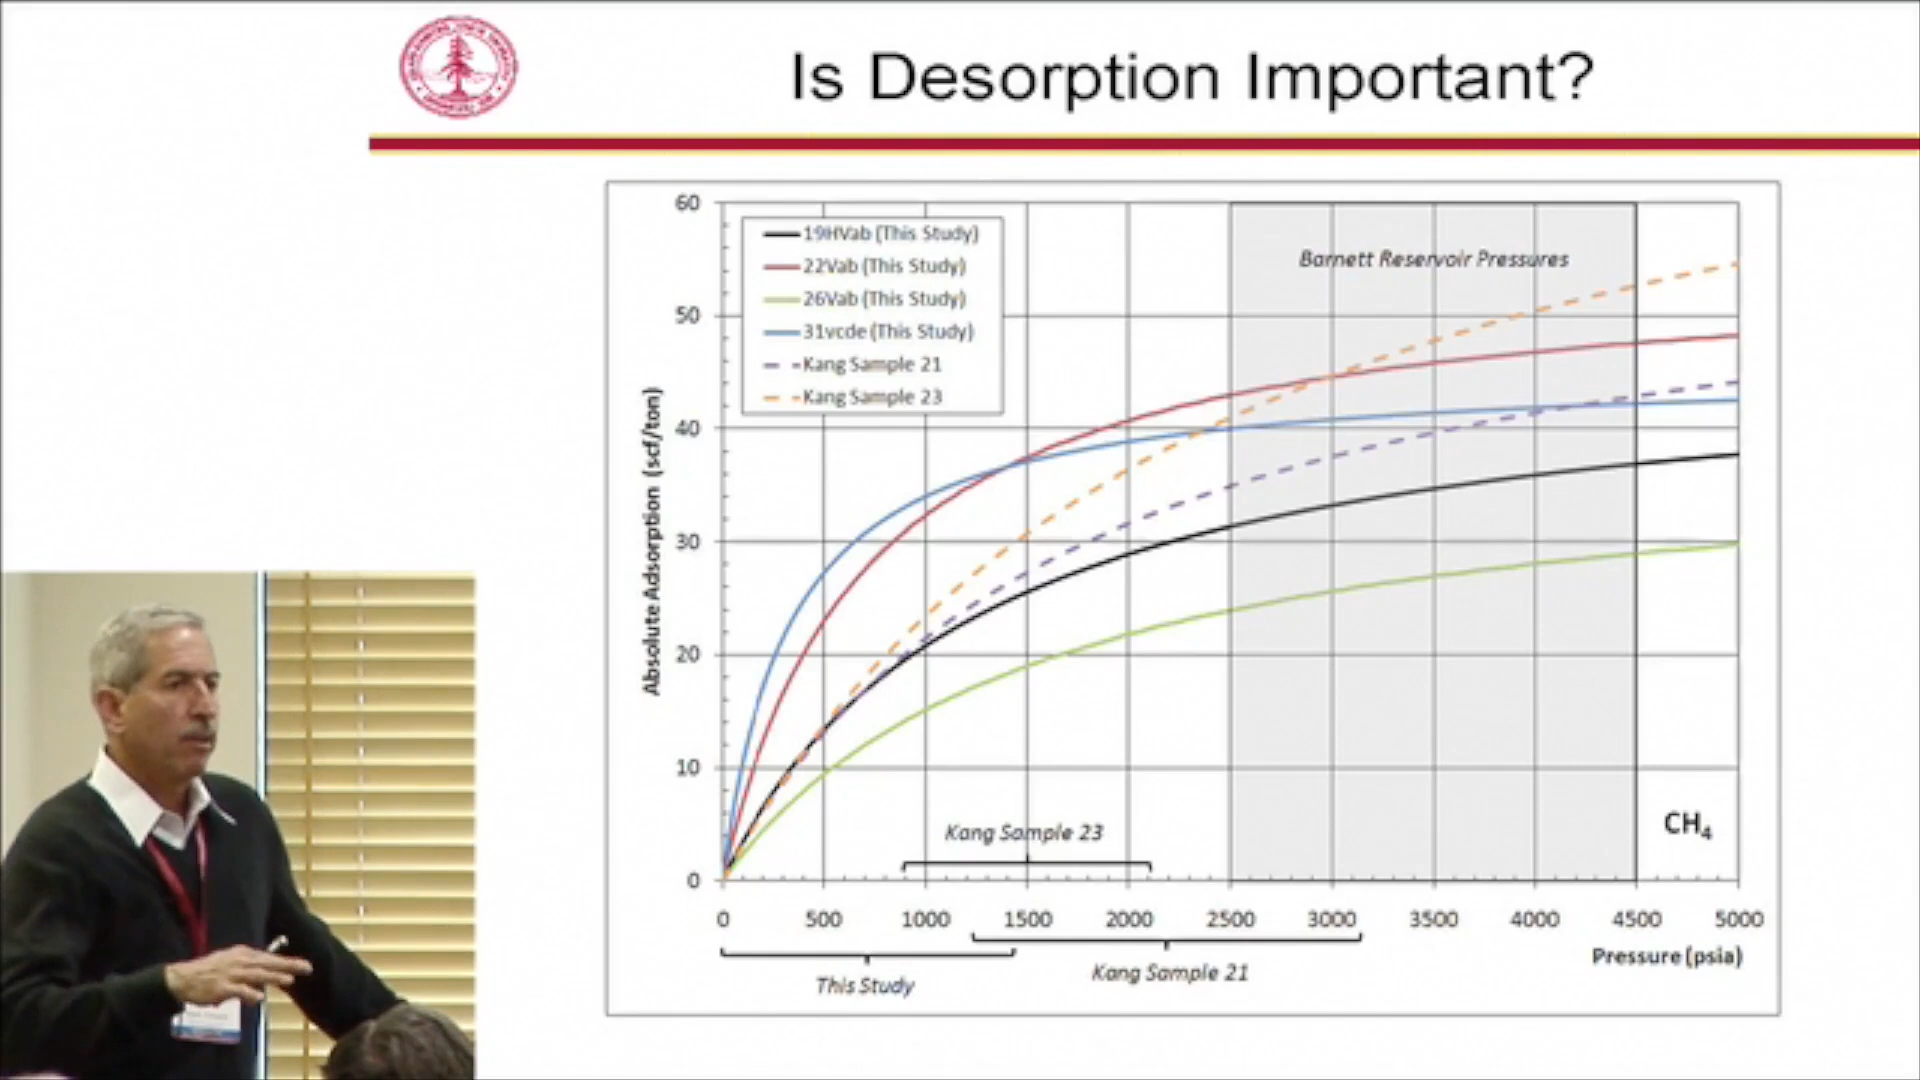 Is Desorption Important?
60
50
40
30
20
10
0
Absolute Adsorption (scf/ton)
19HVab (This Study)
22Vab (This Study)
26Vab (This Study)
31vcde (This Study)
Kang Sample 21
Kang Sample 23
Barnett Reservoir Pressures
CH₄
Kang Sample 23
0 500 1000 1500 2000 2500 3000 3500 4000 4500 5000
Pressure (psia)
Kang Sample 21
This Study